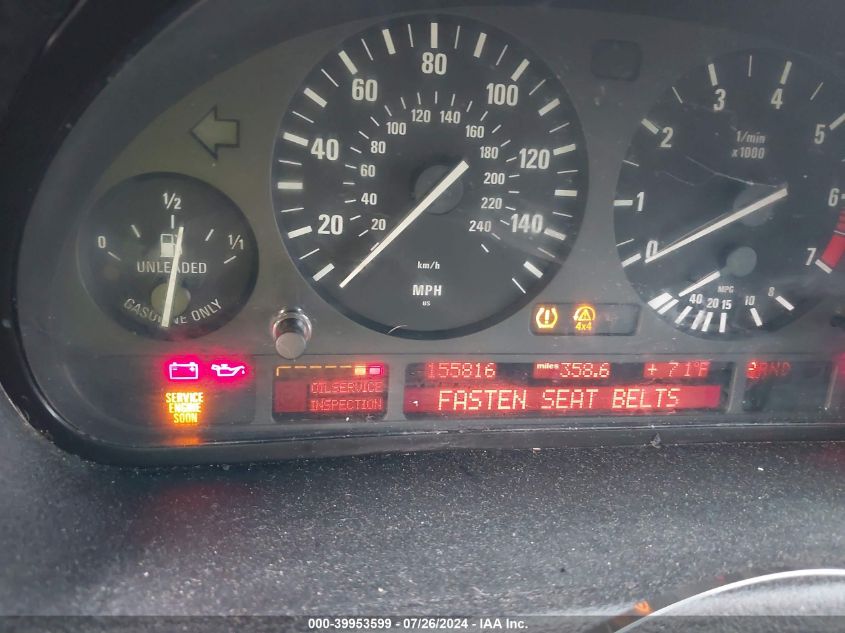 80
60
100
120 140
100 160
40
80
180
120
60
200
40
220
20
20
240
140
km/h
MPH
us
0
1/2
1/1
UNLEADED
GASOLINE ONLY
3
4
2
5
1/min
x1000
1
6
0
7
MPG
40 20 15 10 8
4x4
SERVICE
ENGINE
SOON
OILSERVICE
INSPECTION
155816 miles 358.6 + 71°F
FASTEN SEAT BELTS
000-39953599 / 07/26/2024 - IAA Inc.